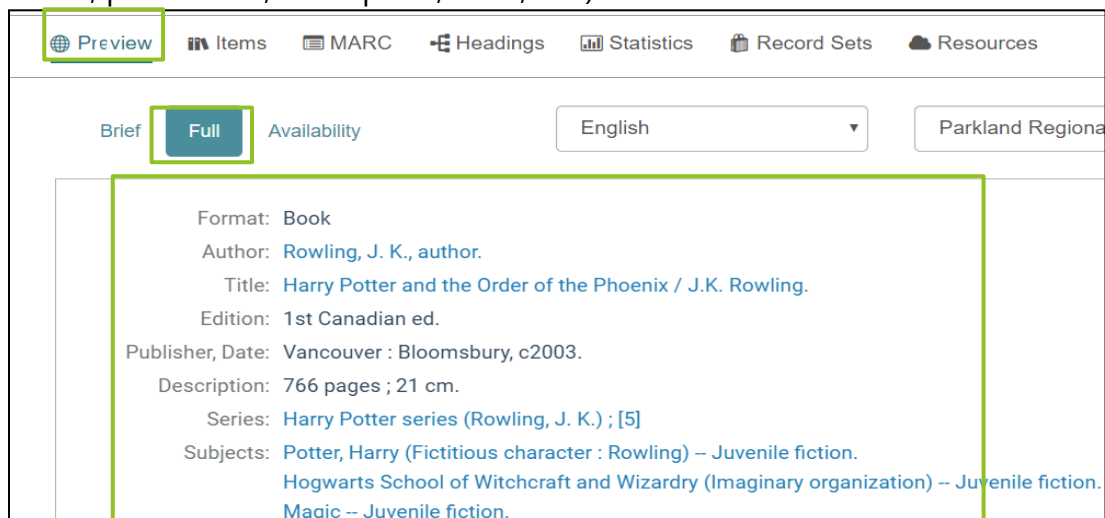 Preview Items MARC Headings Statistics Record Sets Resources
Brief Full Availability English Parkland Regiona
Format: Book
Author: Rowling, J. K., author.
Title: Harry Potter and the Order of the Phoenix / J.K. Rowling.
Edition: 1st Canadian ed.
Publisher, Date: Vancouver : Bloomsbury, c2003.
Description: 766 pages ; 21 cm.
Series: Harry Potter series (Rowling, J. K.) ; [5]
Subjects: Potter, Harry (Fictitious character : Rowling) -- Juvenile fiction.
Hogwarts School of Witchcraft and Wizardry (Imaginary organization) -- Juvenile fiction.
Magic -- Juvenile fiction.